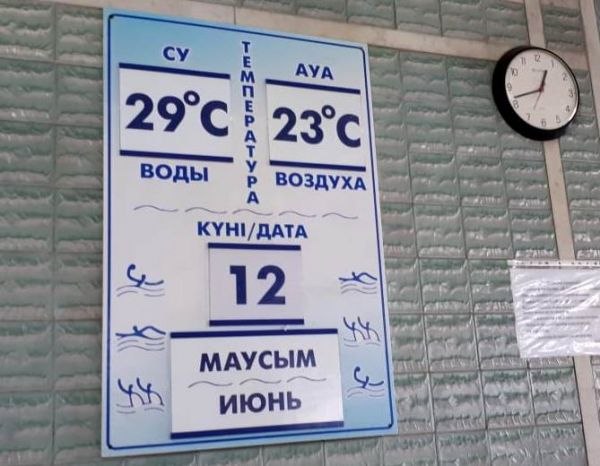 СУ
29°C
ВОДЫ
ТЕМПЕРАТУРА
АУА
23°C
ВОЗДУХА
КҮНІ/ДАТА
12
МАУСЫМ
ИЮНЬ